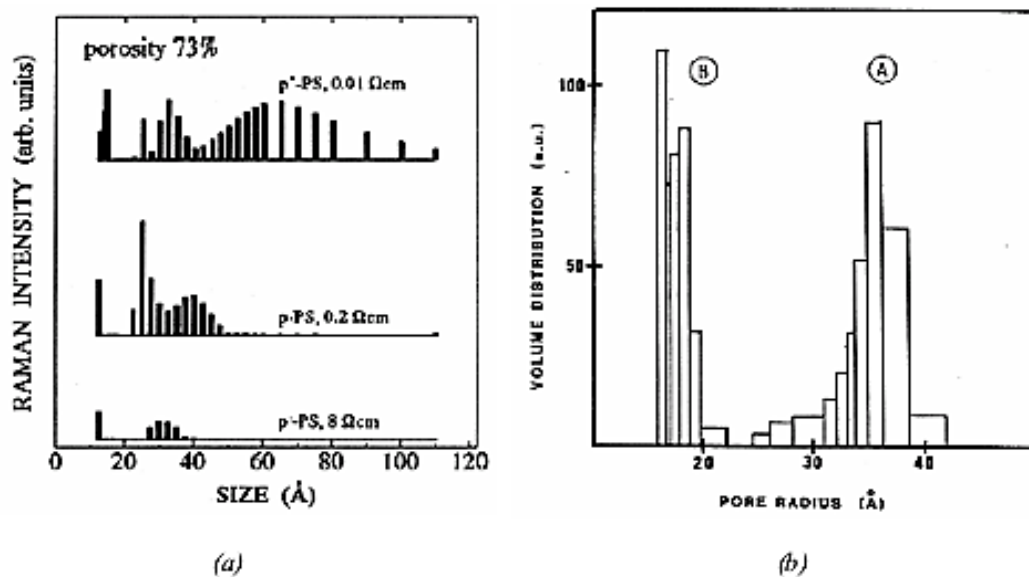 porosity 73%
p⁺-PS, 0.01 Ωcm
p-PS, 0.2 Ωcm
p⁻-PS, 8 Ωcm
RAMAN INTENSITY (arb. units)
0 20 40 60 80 100 120
SIZE (Å)
(a)
B A
100
50
VOLUME DISTRIBUTION (a.u.)
20 30 40
PORE RADIUS (Å)
(b)